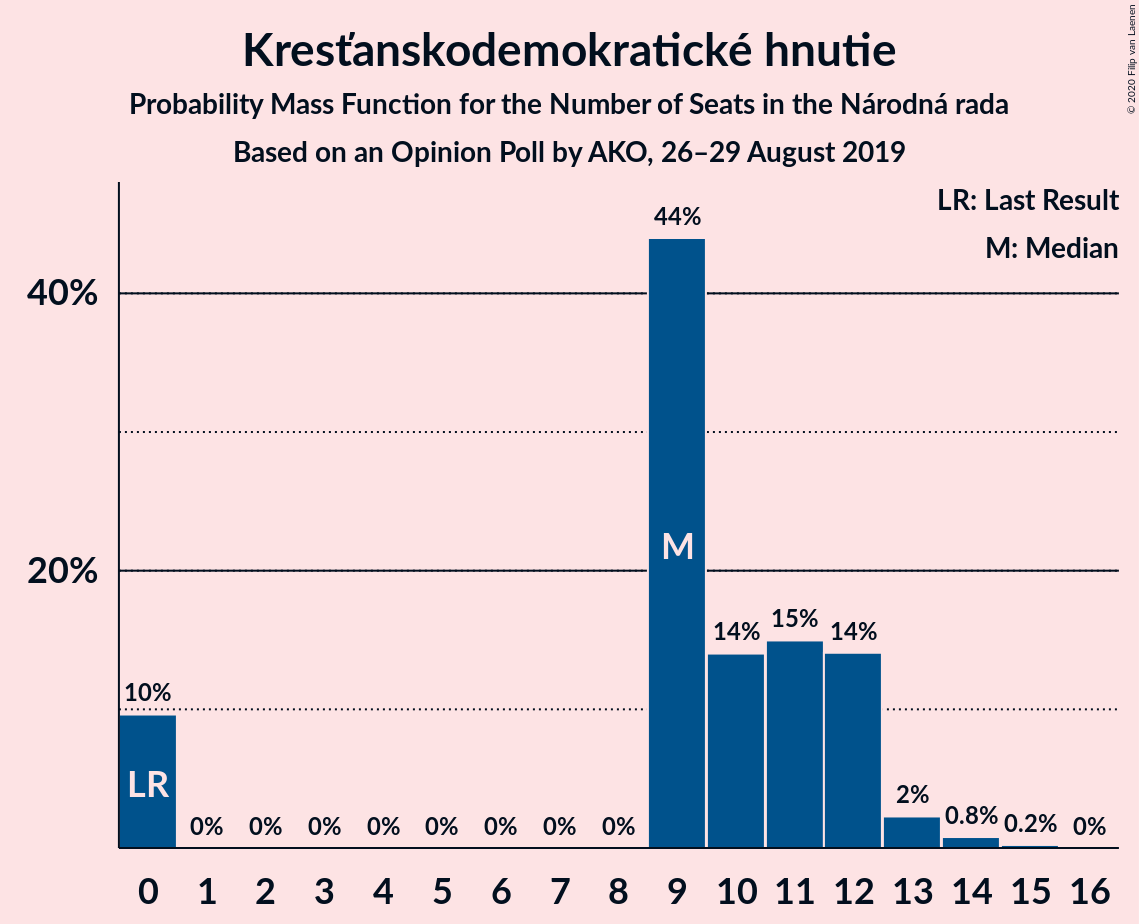 Kresťanskodemokratické hnutie
Probability Mass Function for the Number of Seats in the Národná rada
Based on an Opinion Poll by AKO, 26–29 August 2019
© 2020 Filip van Laenen
LR: Last Result
M: Median
44%
40%
M
20%
14% 15% 14%
10%
LR
2%
0% 0% 0% 0% 0% 0% 0% 0% 0.8% 0.2% 0%
0 1 2 3 4 5 6 7 8 9 10 11 12 13 14 15 16